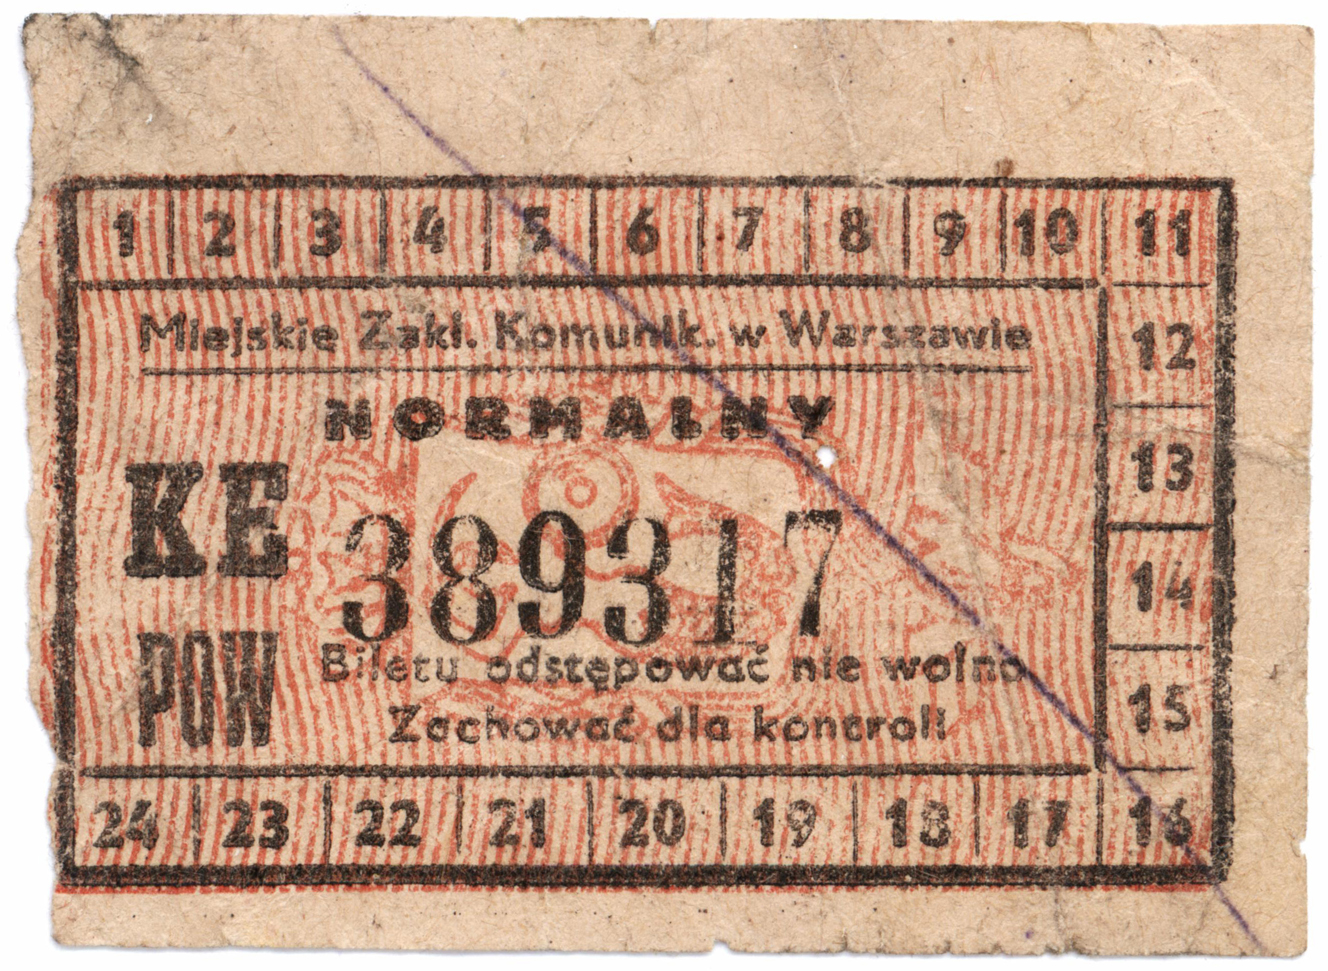 1 2 3 4 5 6 7 8 9 10 11
Miejskie Zakł. Komunik. w Warszawie
12
NORMALNY
13
KE 389317
14
POW
Biletu odstępować nie wolno
15
Zachować dla kontroli
24 23 22 21 20 19 18 17 16